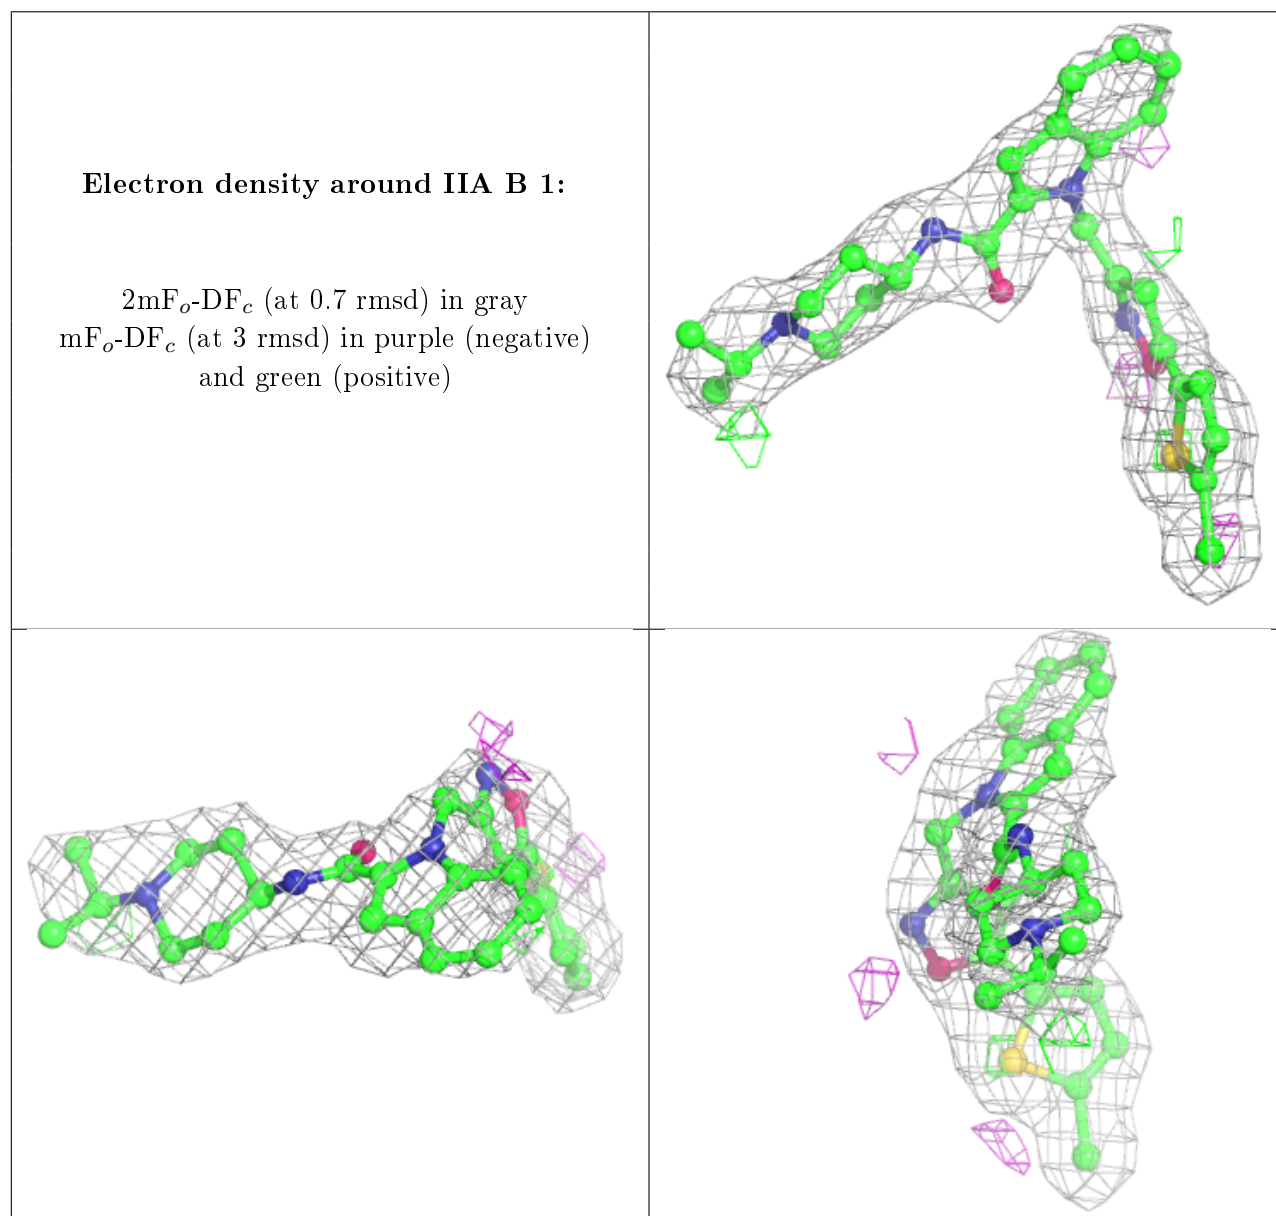 Electron density around IIA B 1:
2mFo-DFc (at 0.7 rmsd) in gray
mFo-DFc (at 3 rmsd) in purple (negative)
and green (positive)